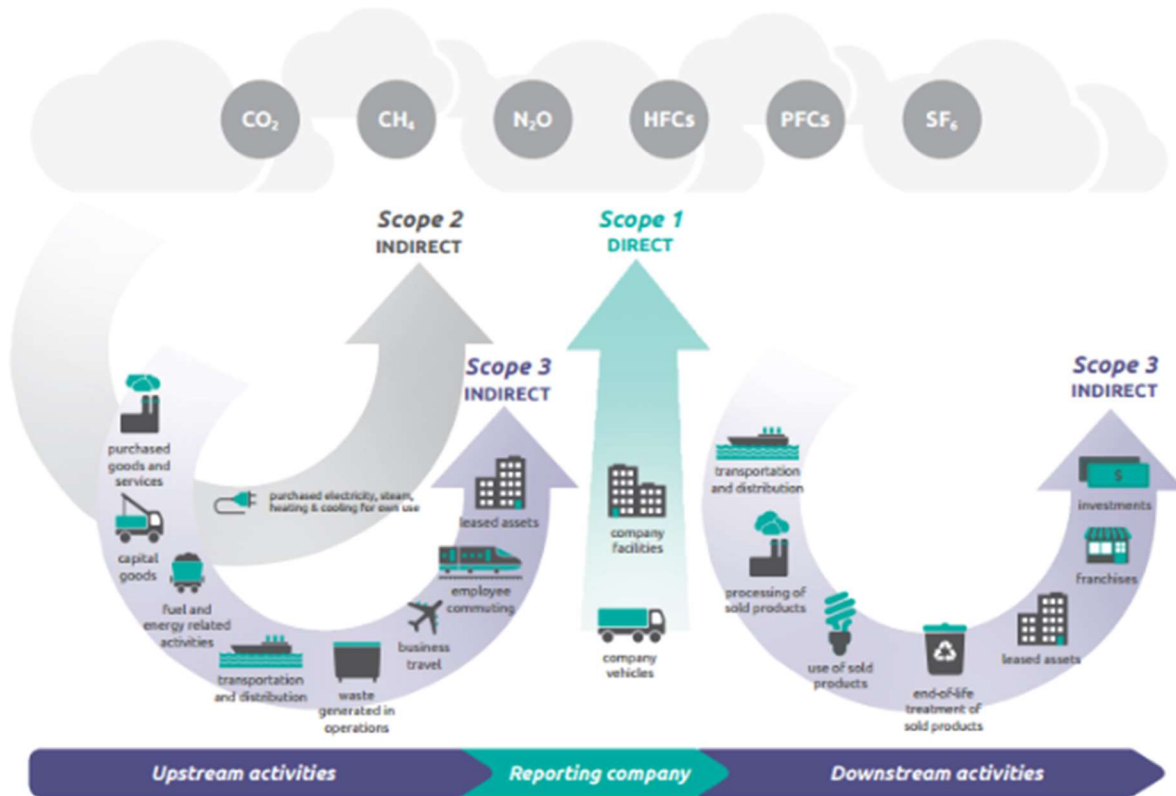 CO₂
CH₄
N₂O
HFCs
PFCs
SF₆
Scope 2
INDIRECT
Scope 1
DIRECT
Scope 3
INDIRECT
Scope 3
INDIRECT
purchased
goods and
services
capital
goods
fuel and
energy related
activities
purchased electricity, steam,
heating & cooling for own use
transportation
and distribution
waste
generated in
operations
business
travel
employee
commuting
leased assets
company
facilities
company
vehicles
transportation
and distribution
processing of
sold products
use of sold
products
end-of-life
treatment of
sold products
leased assets
franchises
$
investments
Upstream activities
Reporting company
Downstream activities